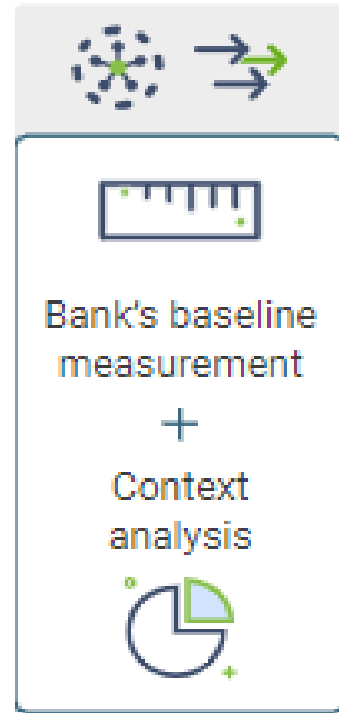 Bank's baseline
measurement
+
Context
analysis